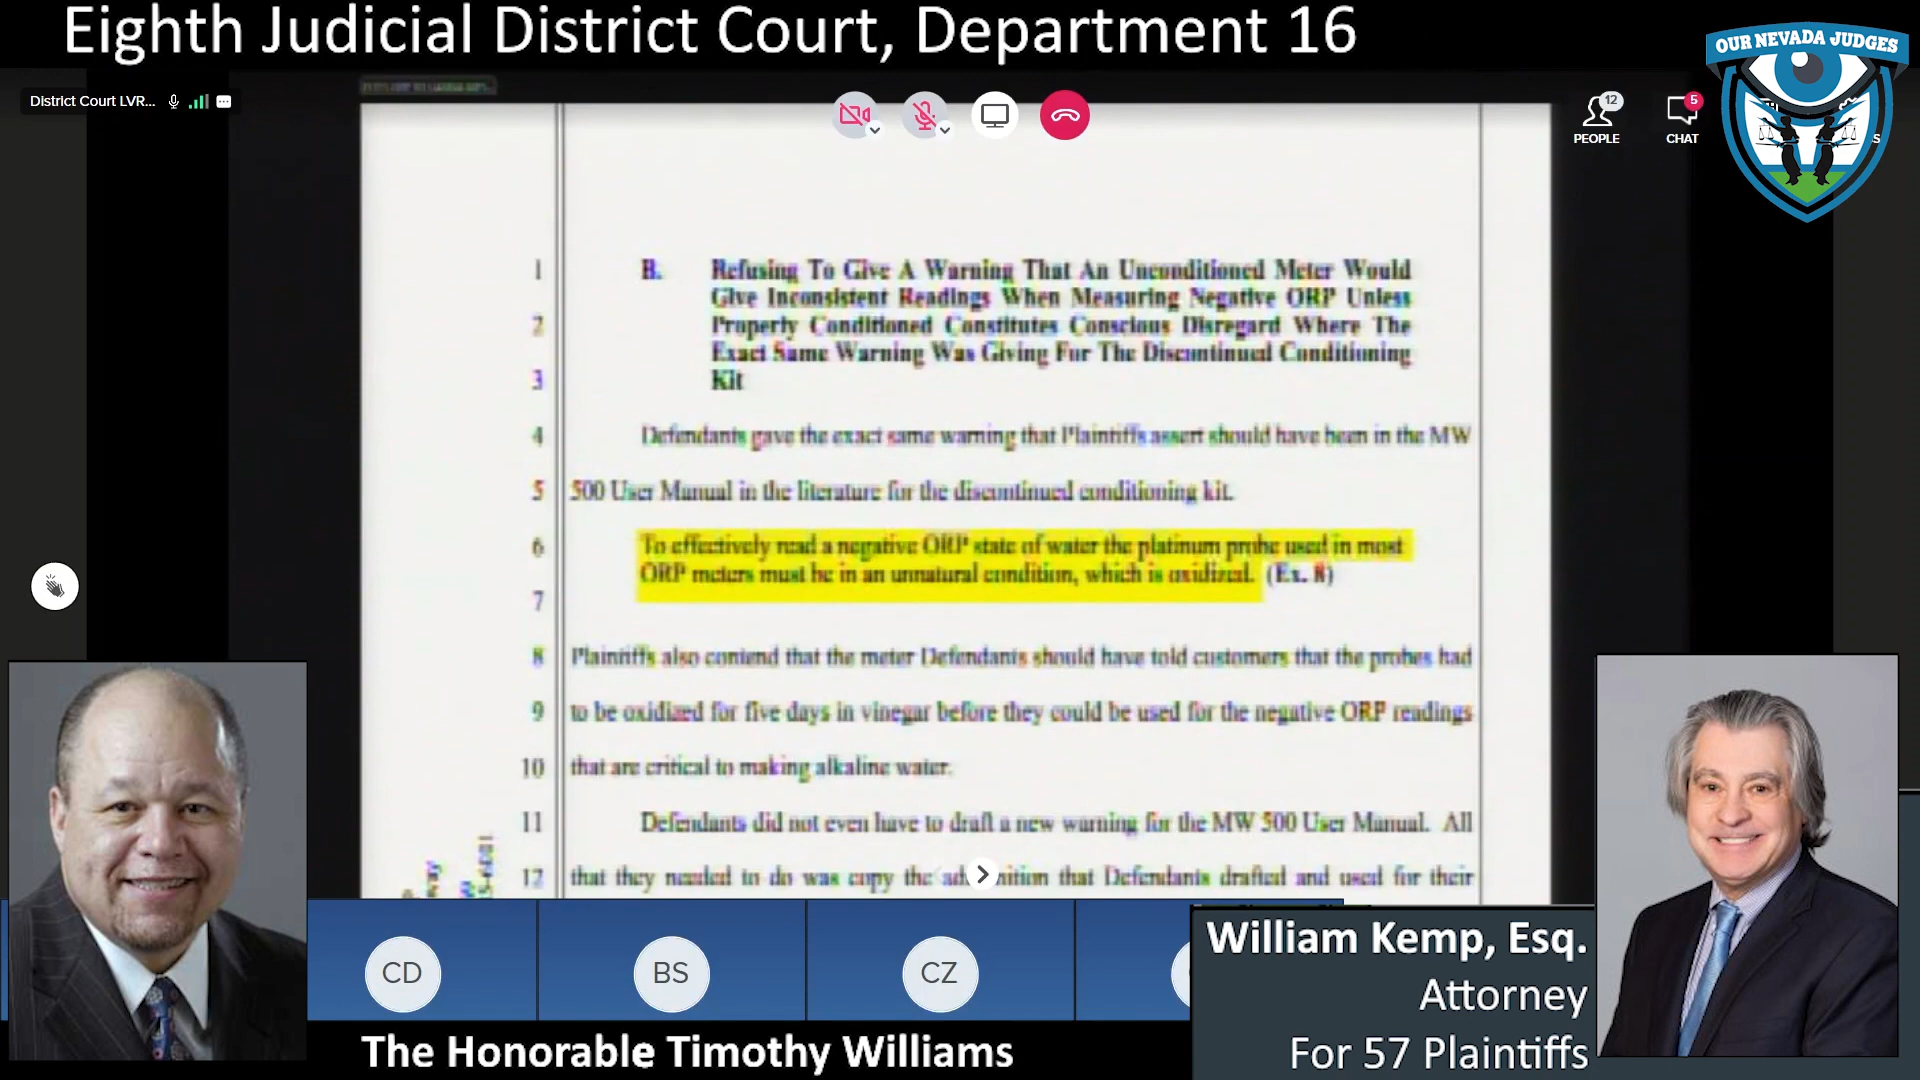 Eighth Judicial District Court, Department 16
OUR NEVADA JUDGES
District Court LVR...
12
PEOPLE
5
CHAT
1 B. Refusing To Give A Warning That An Unconditioned Meter Would
Give Inconsistent Readings When Measuring Negative ORP Unless
2 Properly Conditioned Constitutes Conscious Disregard Where The
Exact Same Warning Was Giving For The Discontinued Conditioning
3 Kit
4 Defendants gave the exact same warning that Plaintiffs assert should have been in the MW
5 500 User Manual in the literature for the discontinued conditioning kit.
6 To effectively read a negative ORP state of water the platinum probe used in most
ORP meters must be in an unnatural condition, which is oxidized. (Ex. 8)
7
8 Plaintiffs also contend that the meter Defendants should have told customers that the probes had
9 to be oxidized for five days in vinegar before they could be used for the negative ORP readings
10 that are critical to making alkaline water.
11 Defendants did not even have to draft a new warning for the MW 500 User Manual. All
12 that they needed to do was copy the that Defendants drafted and used for their
CD
BS
CZ
The Honorable Timothy Williams
William Kemp, Esq.
Attorney
For 57 Plaintiffs